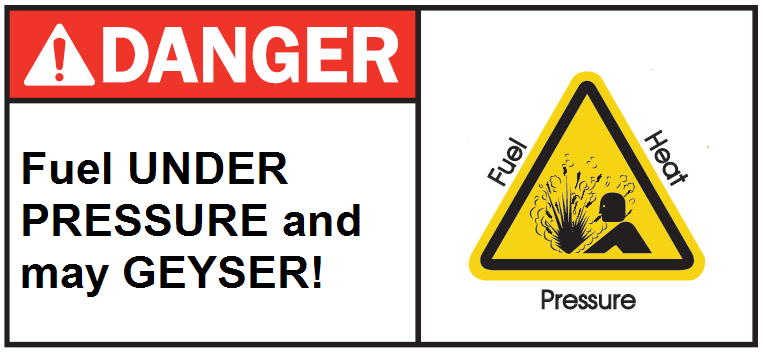 DANGER
Fuel UNDER
PRESSURE and
may GEYSER!
Fuel
Heat
Pressure